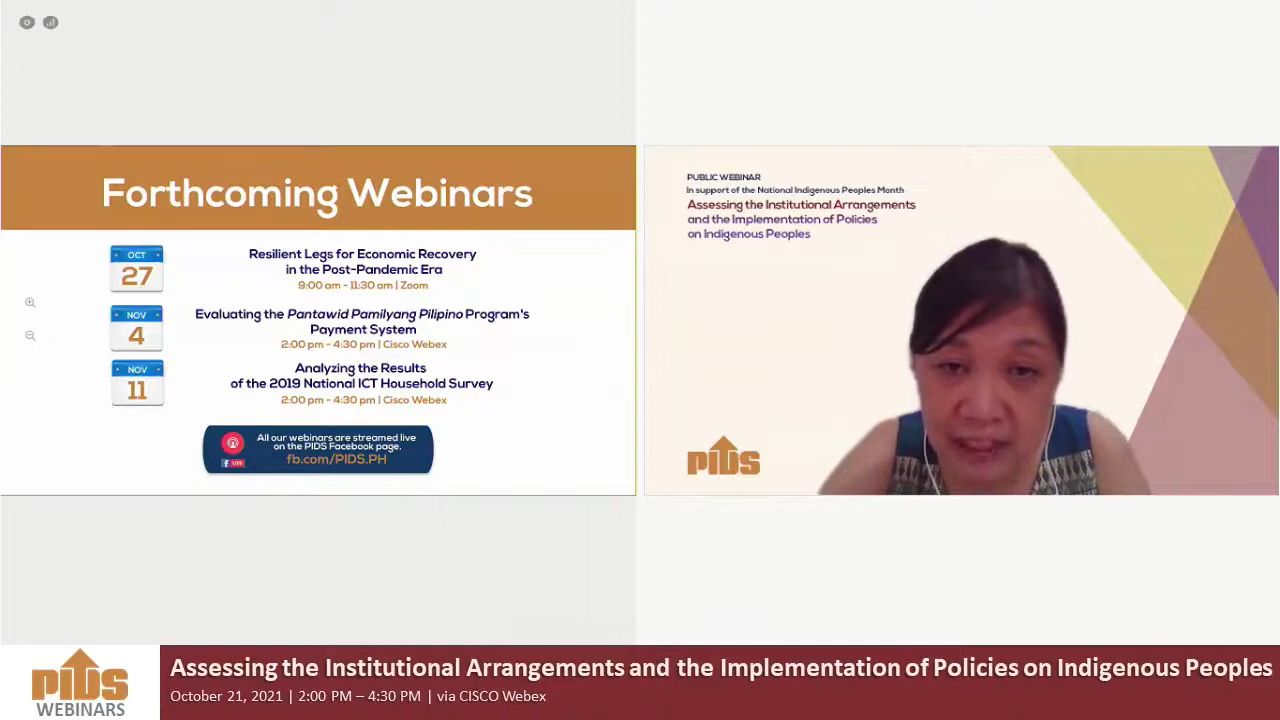 Forthcoming Webinars
OCT
27
Resilient Legs for Economic Recovery
in the Post-Pandemic Era
9:00 am - 11:30 am | Zoom
NOV
4
Evaluating the Pantawid Pamilyang Pilipino Program's
Payment System
2:00 pm - 4:30 pm | Cisco Webex
NOV
11
Analyzing the Results
of the 2019 National ICT Household Survey
2:00 pm - 4:30 pm | Cisco Webex
All our webinars are streamed live
on the PIDS Facebook page.
fb.com/PIDS.PH
f LIVE
PUBLIC WEBINAR
In support of the National Indigenous Peoples Month
Assessing the Institutional Arrangements
and the Implementation of Policies
on Indigenous Peoples
PIDS
PIDS
WEBINARS
Assessing the Institutional Arrangements and the Implementation of Policies on Indigenous Peoples
October 21, 2021 | 2:00 PM – 4:30 PM | via CISCO Webex